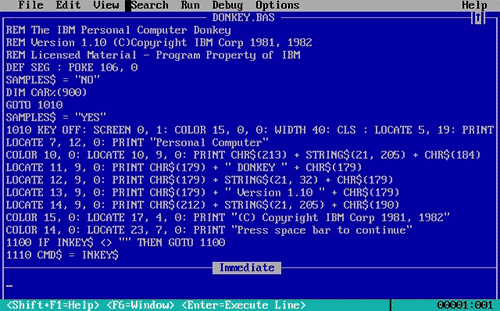 File Edit View Search Run Debug Options Help
DONKEY.BAS
REM The IBM Personal Computer Donkey
REM Version 1.10 (C)Copyright IBM Corp 1981, 1982
REM Licensed Material - Program Property of IBM
DEF SEG : POKE 106, 0
SAMPLES$ = "NO"
DIM CAR%(900)
GOTO 1010
SAMPLES$ = "YES"
1010 KEY OFF: SCREEN 0, 1: COLOR 15, 0, 0: WIDTH 40: CLS : LOCATE 5, 19: PRINT
LOCATE 7, 12, 0: PRINT "Personal Computer"
COLOR 10, 0: LOCATE 10, 9, 0: PRINT CHR$(213) + STRING$(21, 205) + CHR$(184)
LOCATE 11, 9, 0: PRINT CHR$(179) + " DONKEY " + CHR$(179)
LOCATE 12, 9, 0: PRINT CHR$(179) + STRING$(21, 32) + CHR$(179)
LOCATE 13, 9, 0: PRINT CHR$(179) + " Version 1.10 " + CHR$(179)
LOCATE 14, 9, 0: PRINT CHR$(212) + STRING$(21, 205) + CHR$(190)
COLOR 15, 0: LOCATE 17, 4, 0: PRINT "(C) Copyright IBM Corp 1981, 1982"
COLOR 14, 0: LOCATE 23, 7, 0: PRINT "Press space bar to continue"
1100 IF INKEY$ <> "" THEN GOTO 1100
1110 CMD$ = INKEY$
Immediate
<Shift+F1=Help> <F6=Window> <Enter=Execute Line> 00001:001